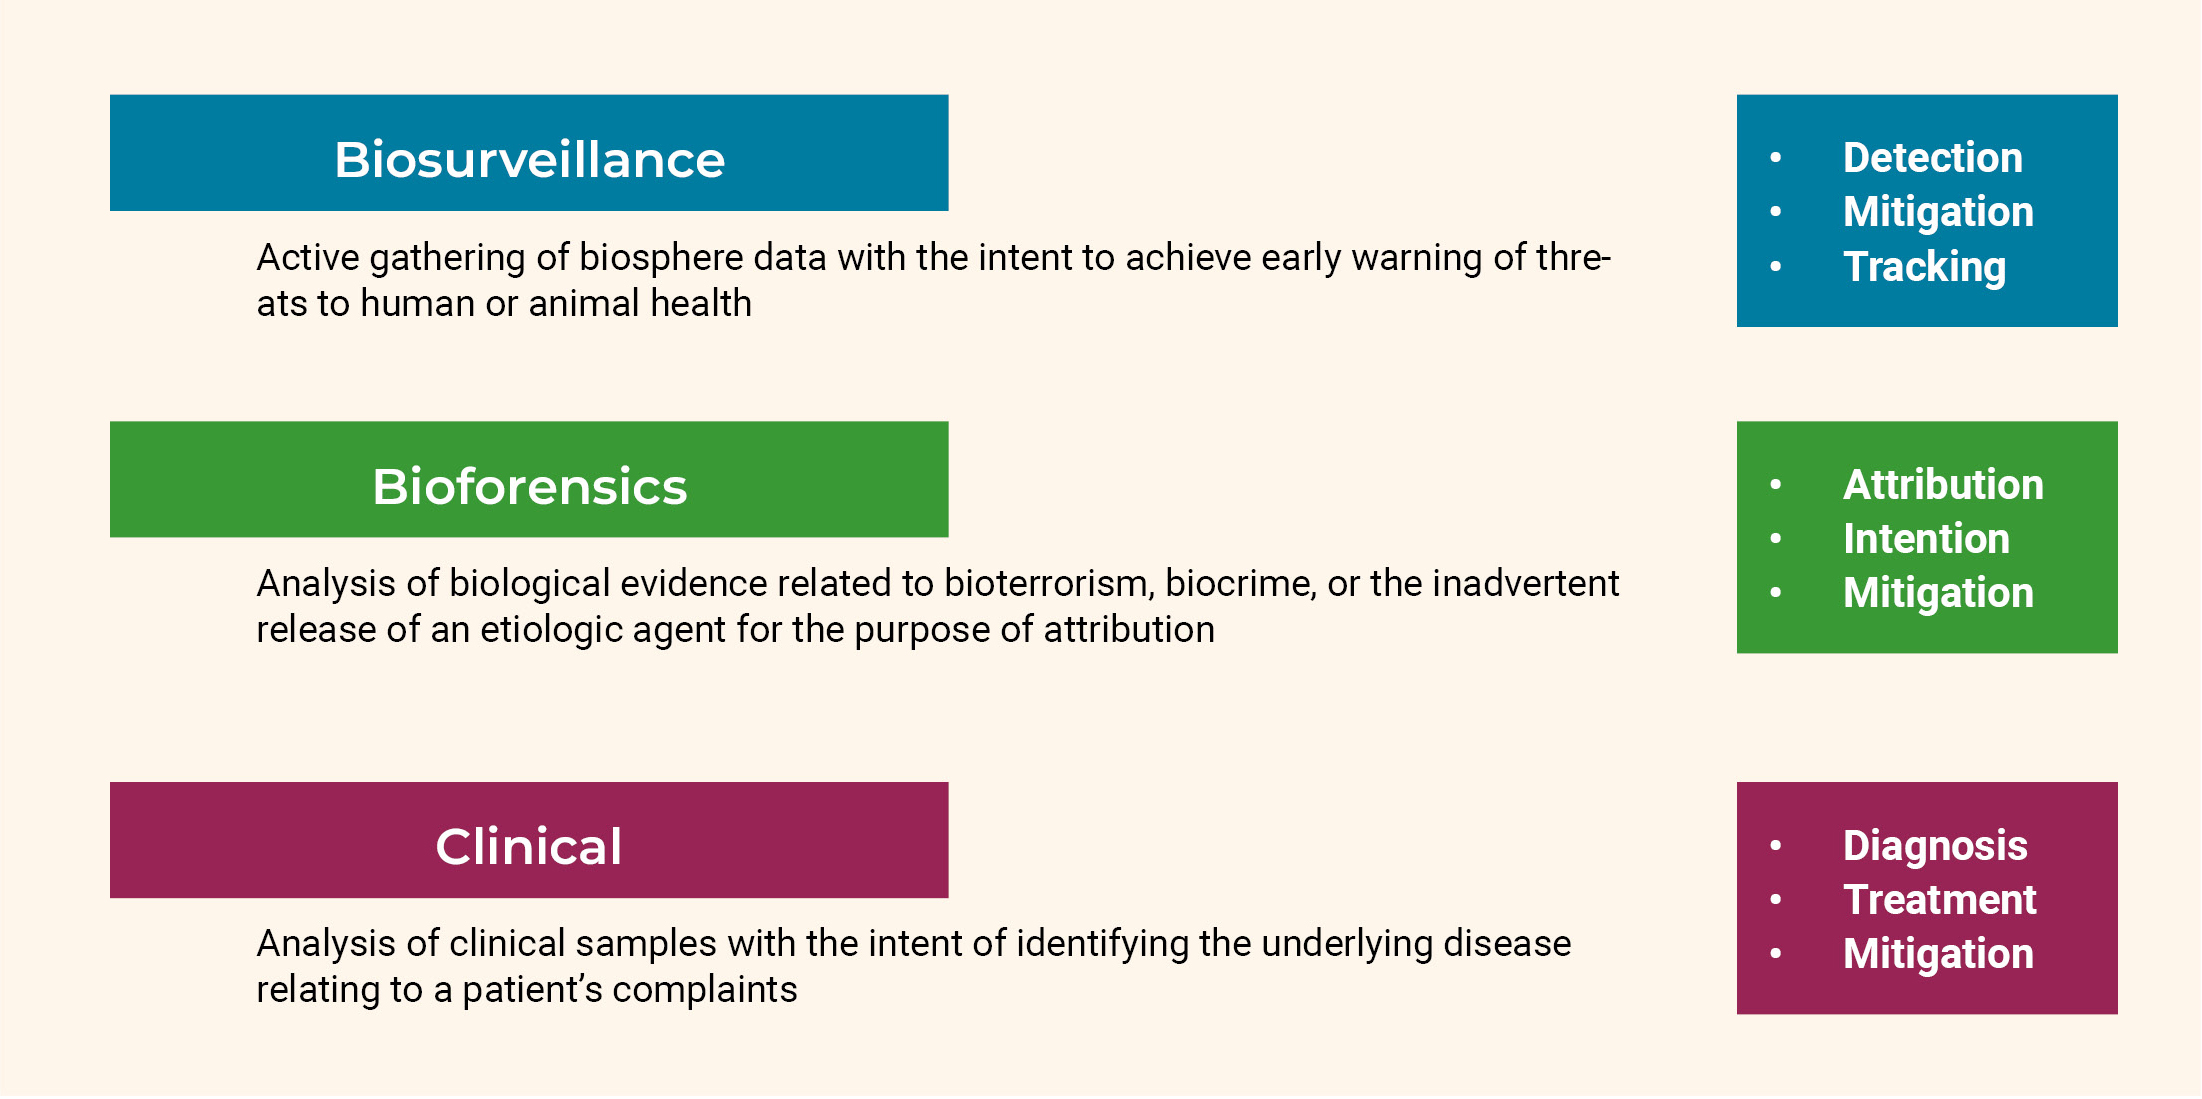 Biosurveillance
Active gathering of biosphere data with the intent to achieve early warning of thre-
ats to human or animal health
• Detection
• Mitigation
• Tracking
Bioforensics
Analysis of biological evidence related to bioterrorism, biocrime, or the inadvertent
release of an etiologic agent for the purpose of attribution
• Attribution
• Intention
• Mitigation
Clinical
Analysis of clinical samples with the intent of identifying the underlying disease
relating to a patient’s complaints
• Diagnosis
• Treatment
• Mitigation